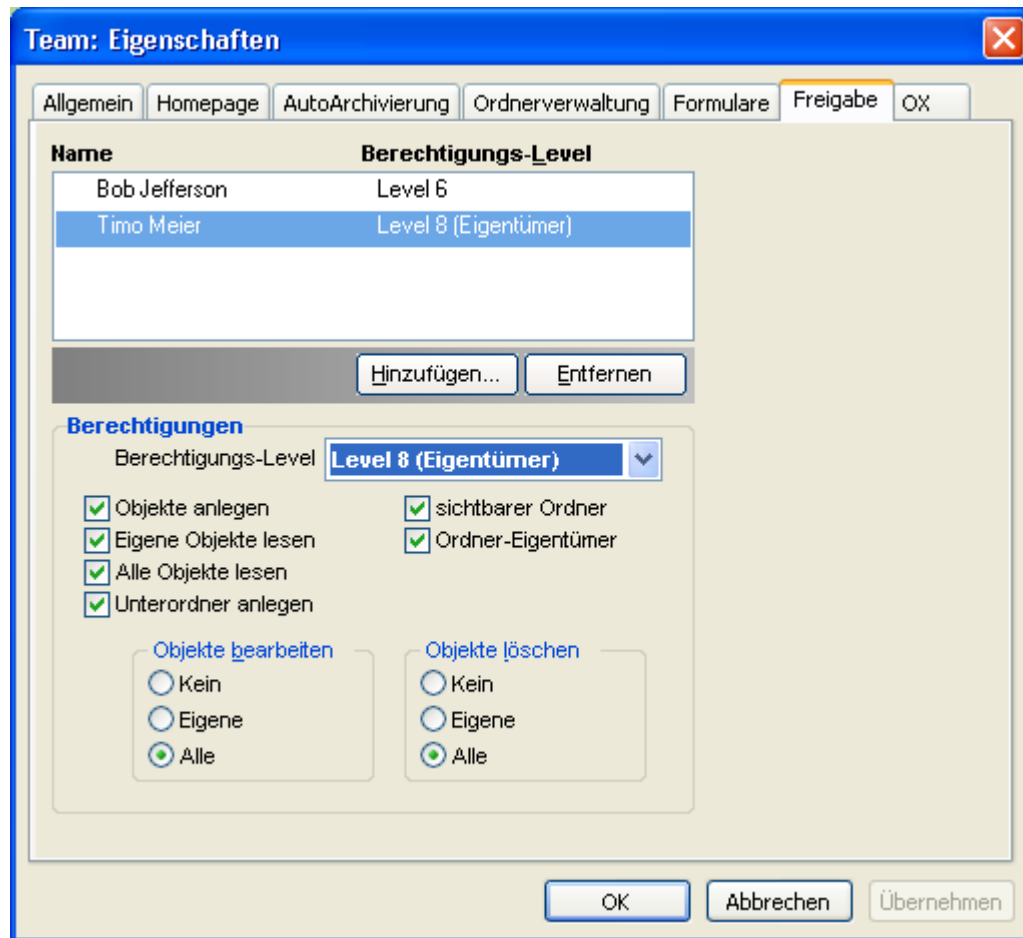 Team: Eigenschaften
Allgemein Homepage AutoArchivierung Ordnerverwaltung Formulare Freigabe OX
Name Berechtigungs-Level
Bob Jefferson Level 6
Timo Meier Level 8 (Eigentümer)
Hinzufügen... Entfernen
Berechtigungen
Berechtigungs-Level Level 8 (Eigentümer)
Objekte anlegen sichtbarer Ordner
Eigene Objekte lesen Ordner-Eigentümer
Alle Objekte lesen
Unterordner anlegen
Objekte bearbeiten Objekte löschen
Kein Kein
Eigene Eigene
Alle Alle
OK Abbrechen Übernehmen